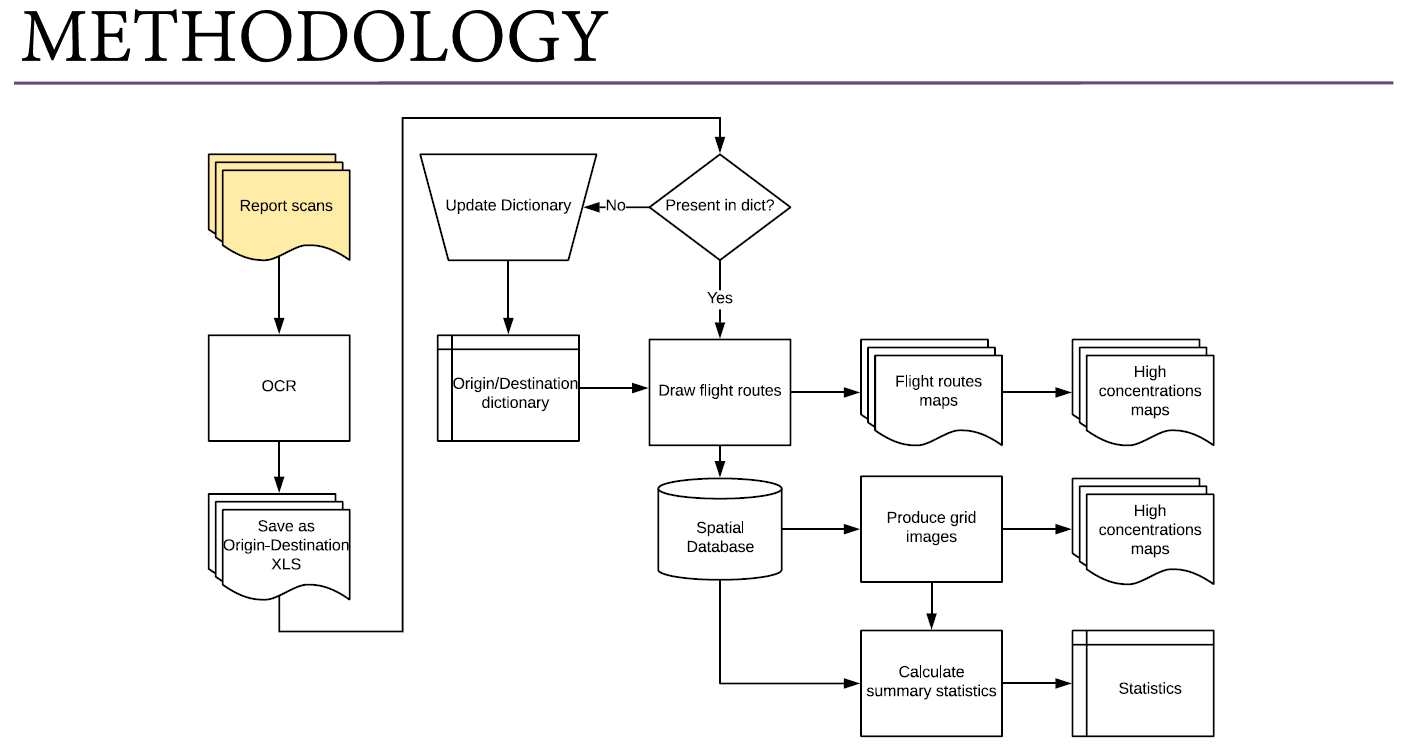 METHODOLOGY
Report scans
OCR
Save as
Origin-Destination
XLS
Update Dictionary
No
Present in dict?
Yes
Origin/Destination
dictionary
Draw flight routes
Flight routes
maps
High
concentrations
maps
Spatial
Database
Produce grid
images
High
concentrations
maps
Calculate
summary statistics
Statistics